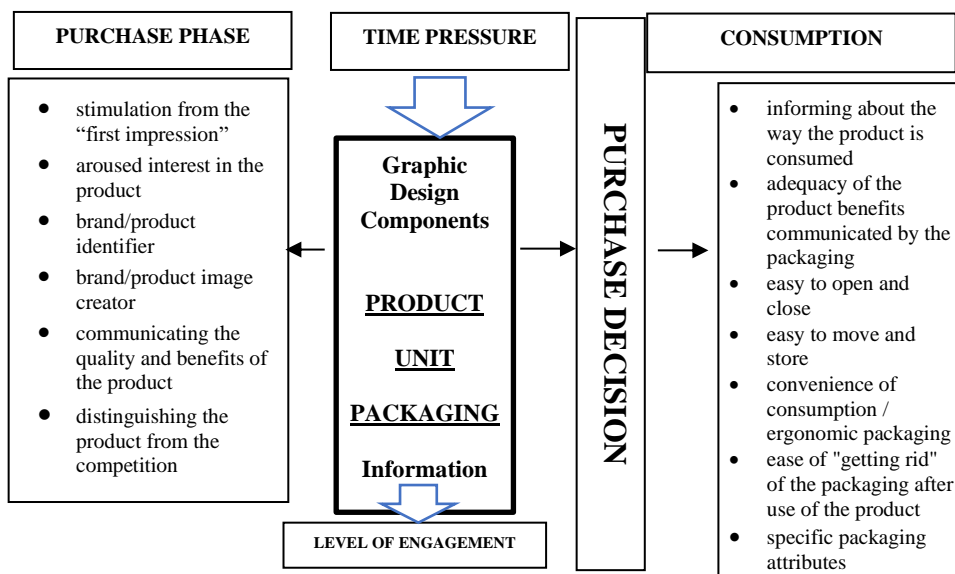 PURCHASE PHASE
• stimulation from the
“first impression”
• aroused interest in the
product
• brand/product
identifier
• brand/product image
creator
• communicating the
quality and benefits of
the product
• distinguishing the
product from the
competition
TIME PRESSURE
Graphic
Design
Components
PRODUCT
UNIT
PACKAGING
Information
LEVEL OF ENGAGEMENT
PURCHASE DECISION
CONSUMPTION
• informing about the
way the product is
consumed
• adequacy of the
product benefits
communicated by the
packaging
• easy to open and
close
• easy to move and
store
• convenience of
consumption /
ergonomic packaging
• ease of "getting rid"
of the packaging after
use of the product
• specific packaging
attributes